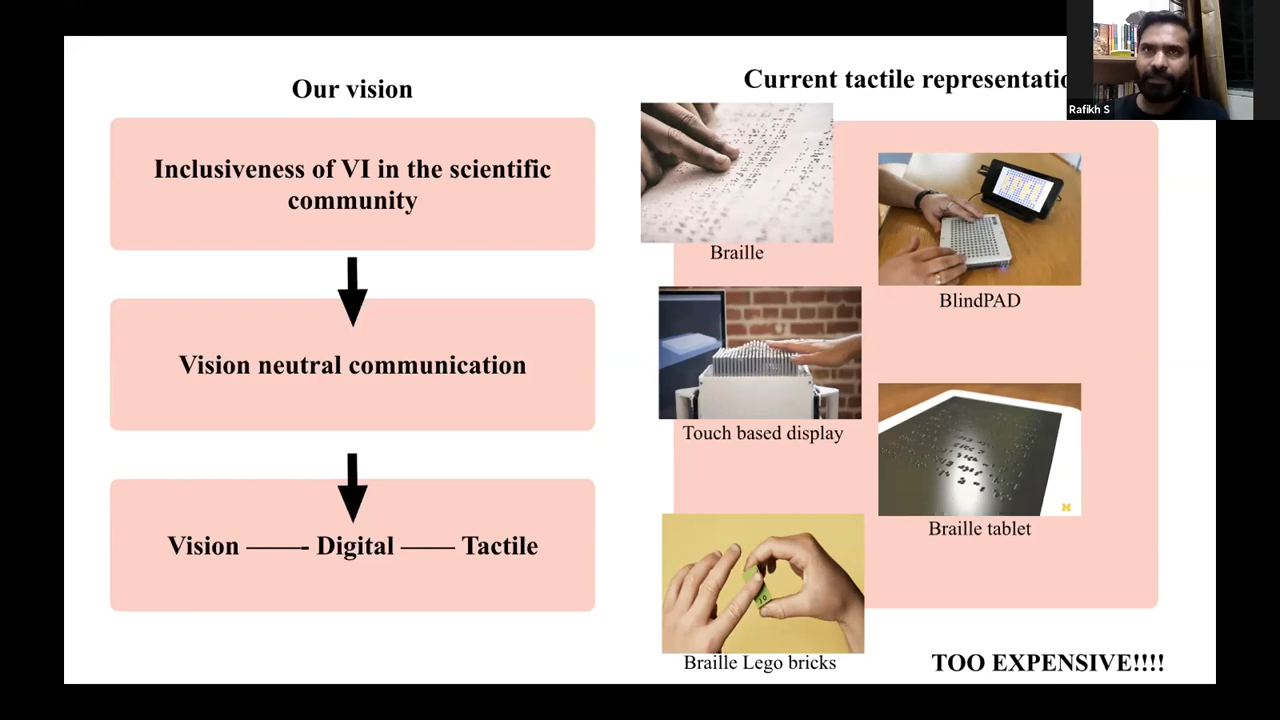 Our vision
Inclusiveness of VI in the scientific
community
Vision neutral communication
Vision ——- Digital —— Tactile
Current tactile representatio
Rafikh S
Braille
BlindPAD
Touch based display
Braille tablet
Braille Lego bricks
TOO EXPENSIVE!!!!